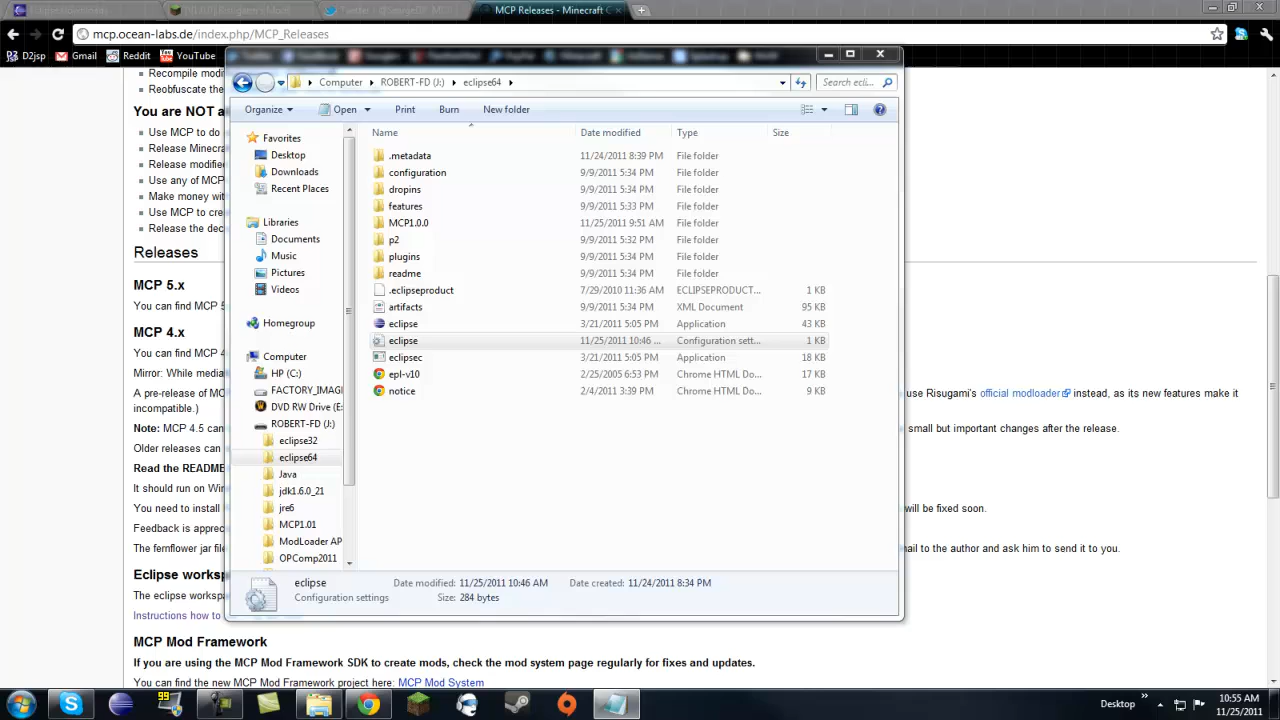 MCP Releases - Minecraft C
mcp.ocean-labs.de/index.php/MCP_Releases
D2jsp Gmail Reddit YouTube
Recompile modi
Reobfuscate the
You are NOT a
Use MCP to do
Release Minecra
Release modifie
Use any of MCP
Make money wit
Use MCP to cre
Release the dec
Releases
MCP 5.x
You can find MCP 5
MCP 4.x
You can find MCP 4
Mirror: While media
A pre-release of MC
use Risugami's official modloader instead, as its new features make it
incompatible.)
Note: MCP 4.5 can
small but important changes after the release.
Older releases can
Read the README
It should run on Win
You need to install
will be fixed soon.
Feedback is apprec
The fernflower jar file
nail to the author and ask him to send it to you.
Eclipse worksp
The eclipse workspa
Instructions how to
MCP Mod Framework
If you are using the MCP Mod Framework SDK to create mods, check the mod system page regularly for fixes and updates.
You can find the new MCP Mod Framework project here: MCP Mod System
Computer ROBERT-FD (J:) eclipse64
Search ecli...
Organize Open Print Burn New folder
Favorites
Desktop
Downloads
Recent Places
Libraries
Documents
Music
Pictures
Videos
Homegroup
Computer
HP (C:)
FACTORY_IMAG
DVD RW Drive (E:
ROBERT-FD (J:)
eclipse32
eclipse64
Java
jdk1.6.0_21
jre6
MCP1.01
ModLoader AP
OPComp2011
Name Date modified Type Size
.metadata 11/24/2011 8:39 PM File folder
configuration 9/9/2011 5:34 PM File folder
dropins 9/9/2011 5:34 PM File folder
features 9/9/2011 5:33 PM File folder
MCP1.0.0 11/25/2011 9:51 AM File folder
p2 9/9/2011 5:32 PM File folder
plugins 9/9/2011 5:34 PM File folder
readme 9/9/2011 5:34 PM File folder
.eclipseproduct 7/29/2010 11:36 AM ECLIPSEPRODUCT... 1 KB
artifacts 9/9/2011 5:34 PM XML Document 95 KB
eclipse 3/21/2011 5:05 PM Application 43 KB
eclipse 11/25/2011 10:46 ... Configuration sett... 1 KB
eclipsec 3/21/2011 5:05 PM Application 18 KB
epl-v10 2/25/2005 6:53 PM Chrome HTML Do... 17 KB
notice 2/4/2011 3:39 PM Chrome HTML Do... 9 KB
eclipse Date modified: 11/25/2011 10:46 AM Date created: 11/24/2011 8:34 PM
Configuration settings Size: 284 bytes
99
Desktop
10:55 AM
11/25/2011